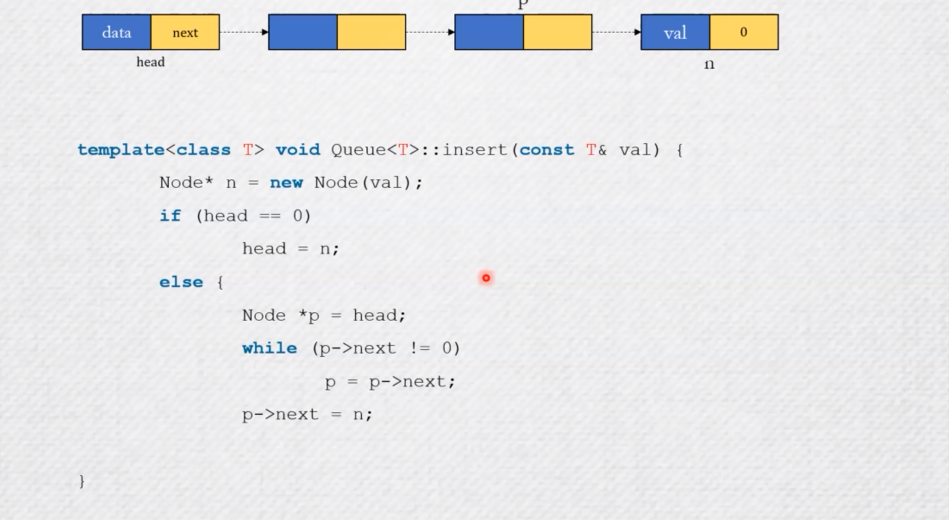 p
data next val 0
head n
template<class T> void Queue<T>::insert(const T& val) {
Node* n = new Node(val);
if (head == 0)
head = n;
else {
Node *p = head;
while (p->next != 0)
p = p->next;
p->next = n;
}